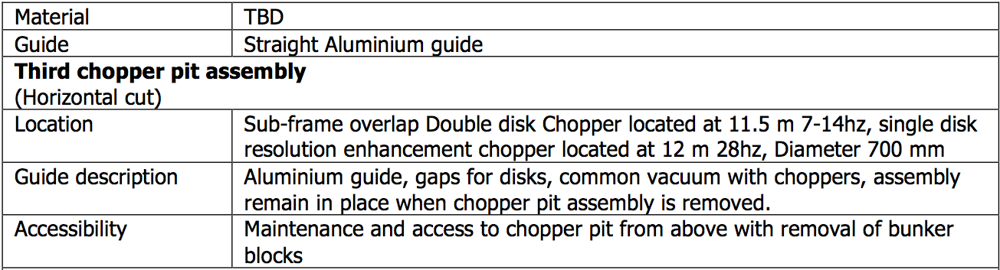 Material TBD
Guide Straight Aluminium guide
Third chopper pit assembly
(Horizontal cut)
Location Sub-frame overlap Double disk Chopper located at 11.5 m 7-14hz, single disk
resolution enhancement chopper located at 12 m 28hz, Diameter 700 mm
Guide description Aluminium guide, gaps for disks, common vacuum with choppers, assembly
remain in place when chopper pit assembly is removed.
Accessibility Maintenance and access to chopper pit from above with removal of bunker
blocks